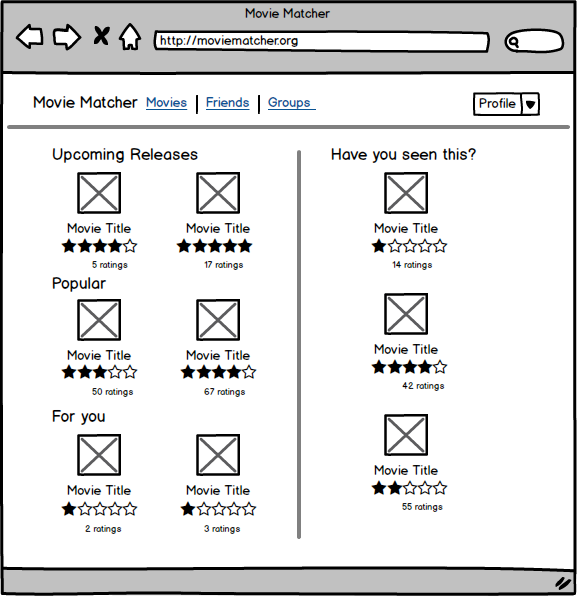 Movie Matcher
http://moviematcher.org
Movie Matcher Movies Friends Groups Profile
Upcoming Releases
Movie Title Movie Title
5 ratings 17 ratings
Popular
Movie Title Movie Title
50 ratings 67 ratings
For you
Movie Title Movie Title
2 ratings 3 ratings
Have you seen this?
Movie Title
14 ratings
Movie Title
42 ratings
Movie Title
55 ratings